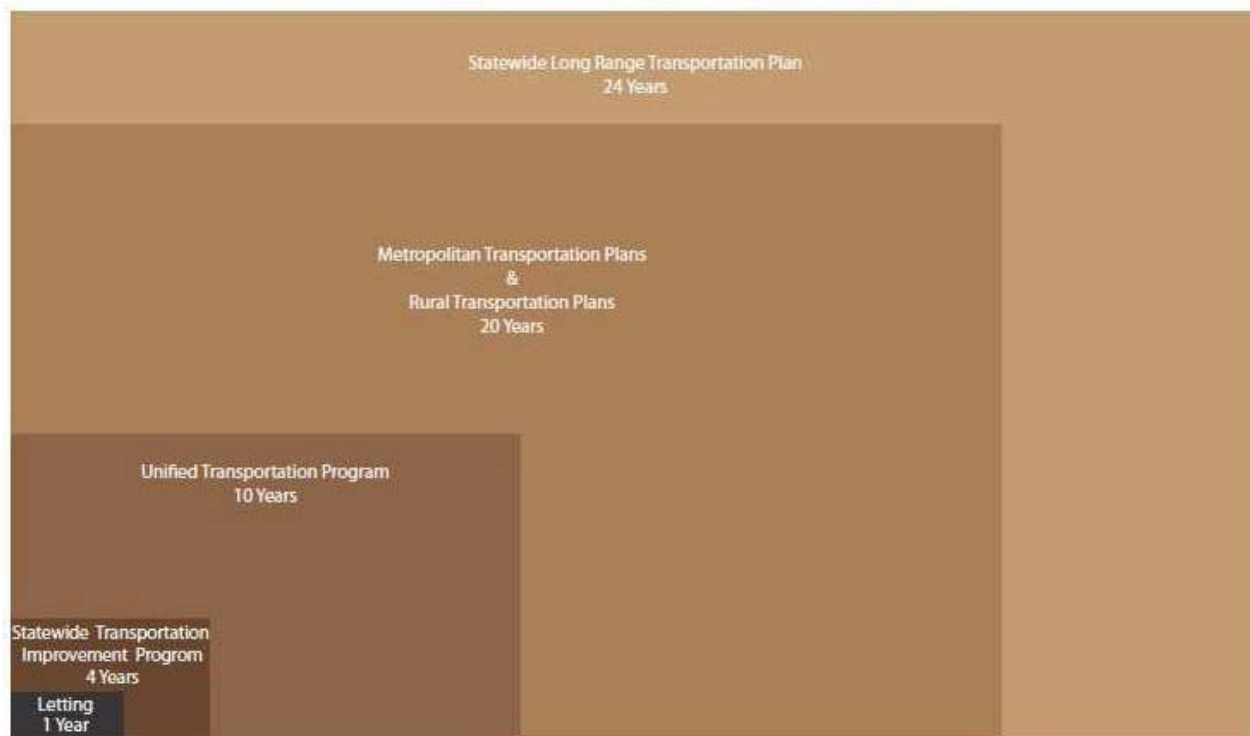 Statewide Long Range Transportation Plan
24 Years
Metropolitan Transportation Plans
&
Rural Transportation Plans
20 Years
Unified Transportation Program
10 Years
Statewide Transportation
Improvement Progrom
4 Years
Letting
1 Year